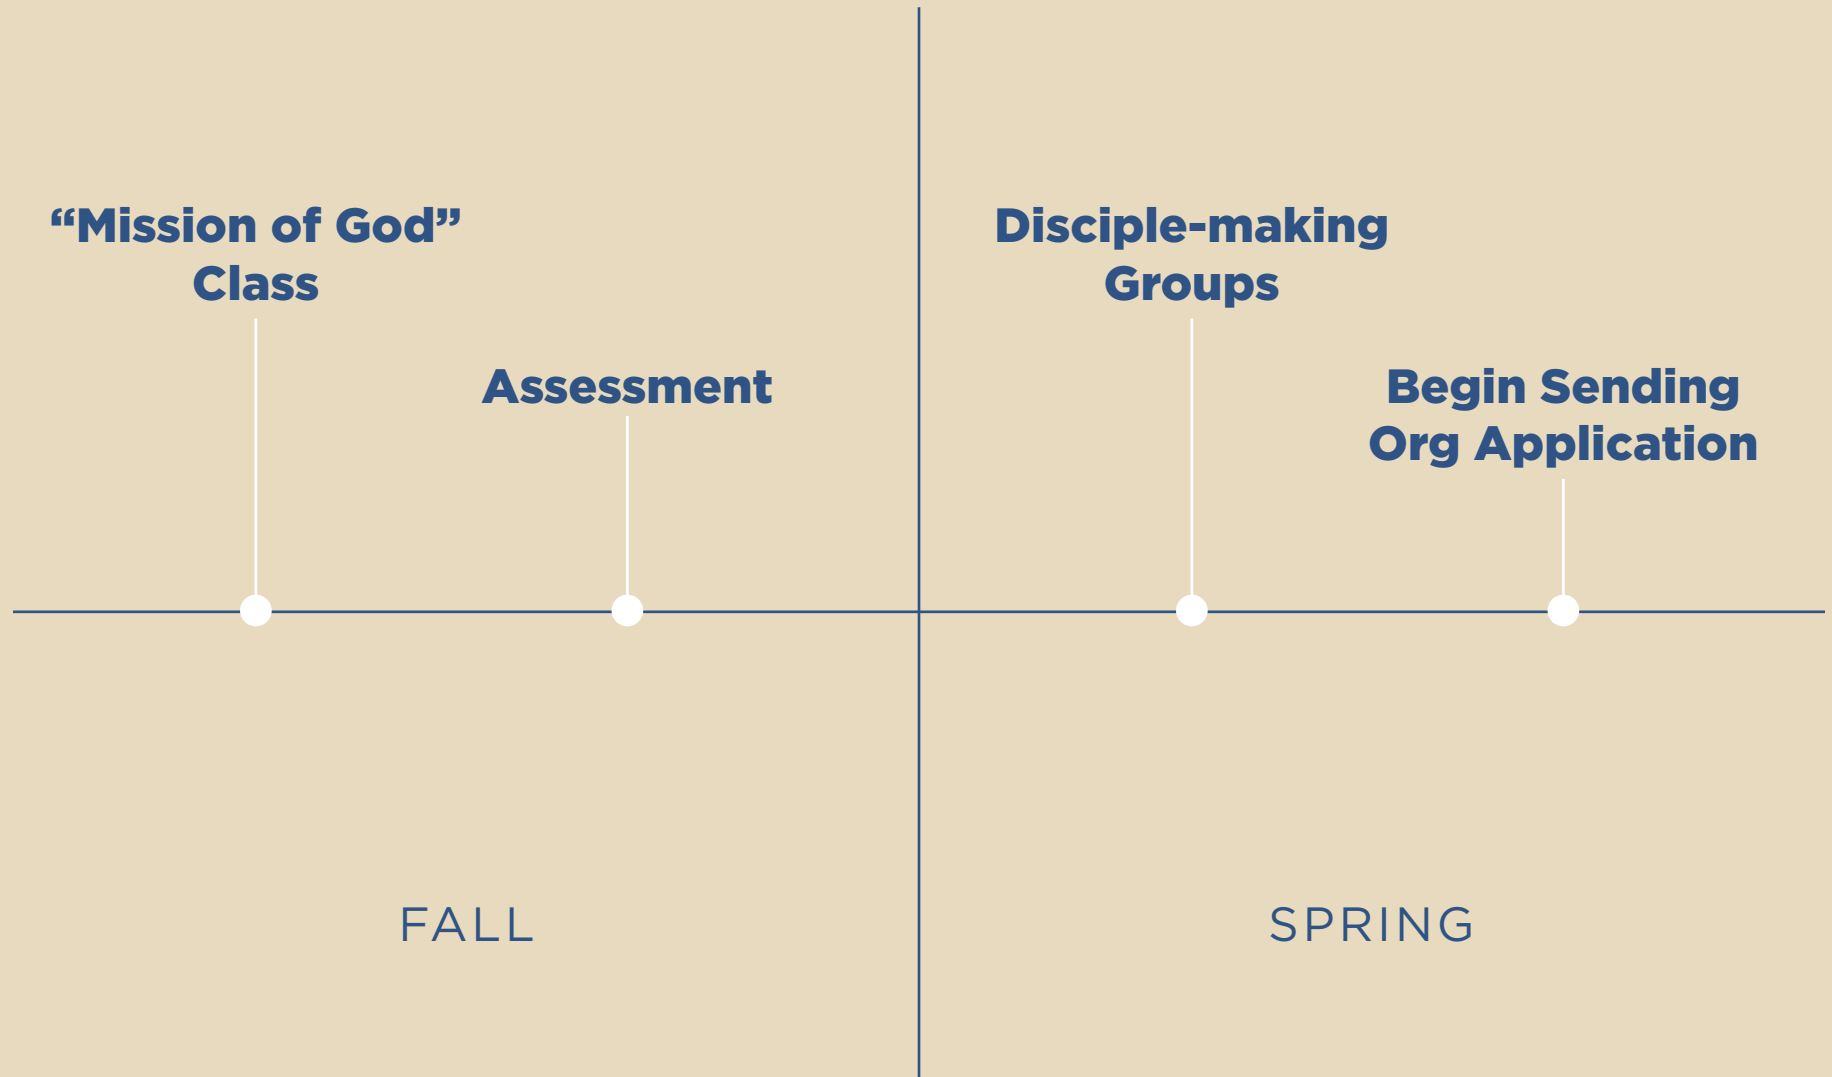 “Mission of God”
Class
Assessment
Disciple-making
Groups
Begin Sending
Org Application
FALL
SPRING